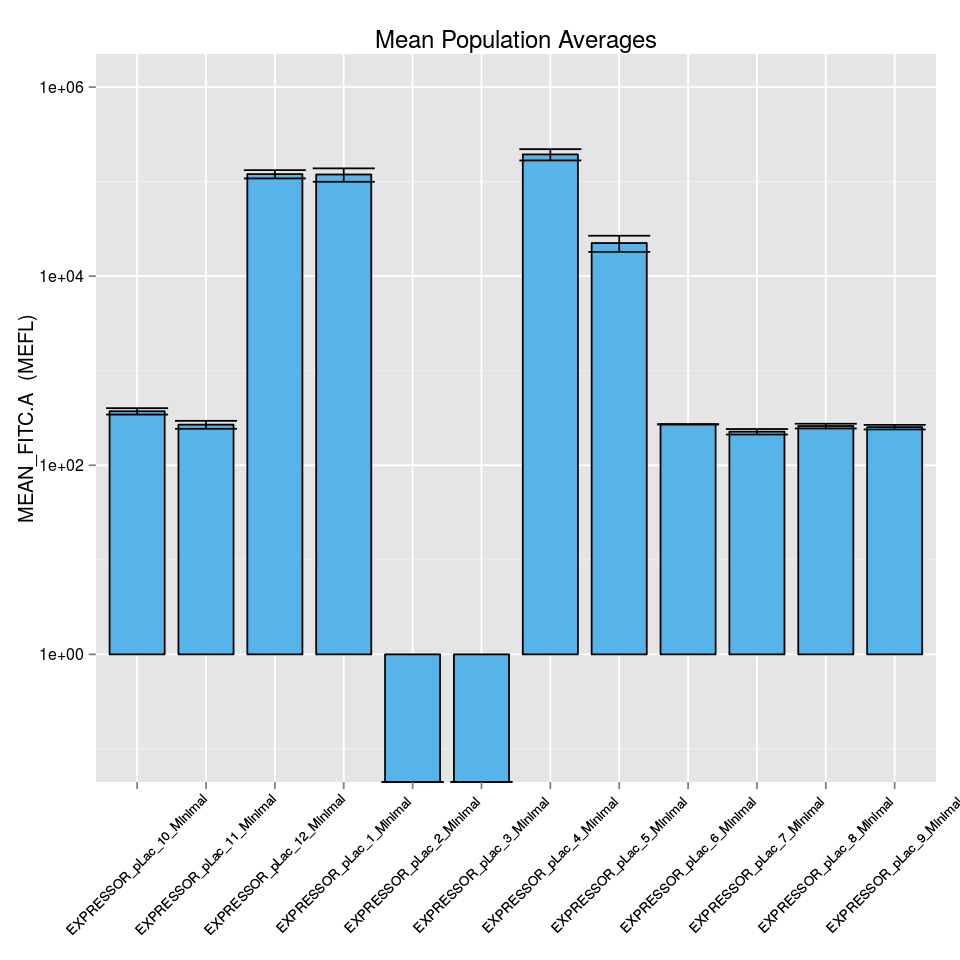 Mean Population Averages
MEAN_FITC.A  (MEFL)
1e+06
1e+04
1e+02
1e+00
EXPRESSOR_pLac_10_Minimal
EXPRESSOR_pLac_11_Minimal
EXPRESSOR_pLac_12_Minimal
EXPRESSOR_pLac_1_Minimal
EXPRESSOR_pLac_2_Minimal
EXPRESSOR_pLac_3_Minimal
EXPRESSOR_pLac_4_Minimal
EXPRESSOR_pLac_5_Minimal
EXPRESSOR_pLac_6_Minimal
EXPRESSOR_pLac_7_Minimal
EXPRESSOR_pLac_8_Minimal
EXPRESSOR_pLac_9_Minimal